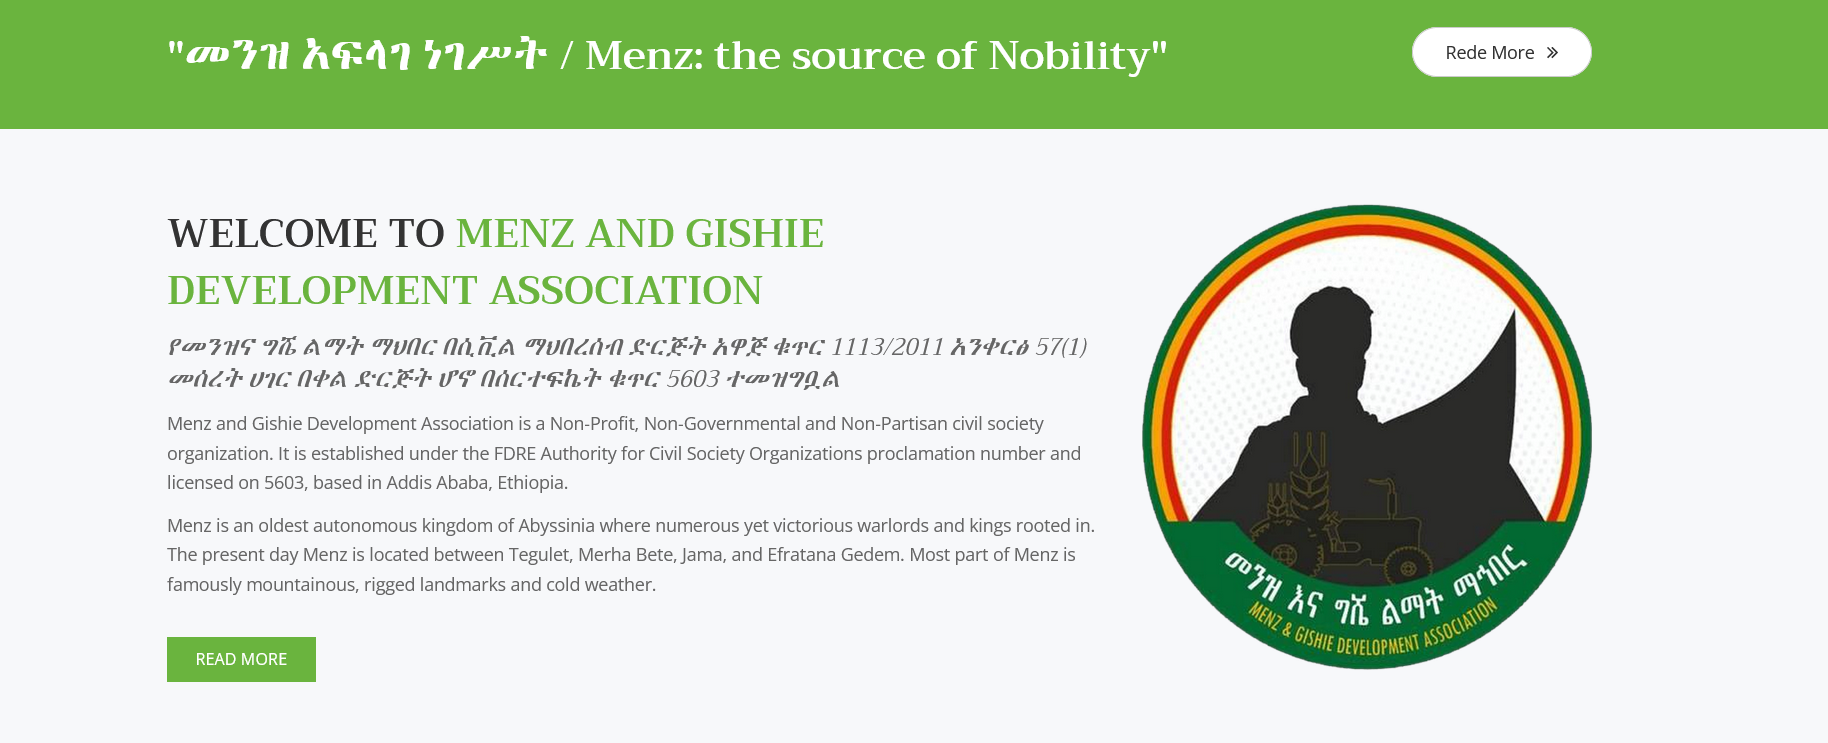 "መንዝ አፍላገ ነገሥት / Menz: the source of Nobility"
Rede More »
WELCOME TO MENZ AND GISHIE
DEVELOPMENT ASSOCIATION
የመንዝና ግሼ ልማት ማህበር በሲቪል ማህበረሰብ ድርጅት አዋጅ ቁጥር 1113/2011 አንቀርፅ 57(1)
መሰረት ሀገር በቀል ድርጅት ሆኖ በሰርተፍኬት ቁጥር 5603 ተመዝግቧል
Menz and Gishie Development Association is a Non-Profit, Non-Governmental and Non-Partisan civil society
organization. It is established under the FDRE Authority for Civil Society Organizations proclamation number and
licensed on 5603, based in Addis Ababa, Ethiopia.
Menz is an oldest autonomous kingdom of Abyssinia where numerous yet victorious warlords and kings rooted in.
The present day Menz is located between Tegulet, Merha Bete, Jama, and Efratana Gedem. Most part of Menz is
famously mountainous, rigged landmarks and cold weather.
READ MORE
መንዝ እና ግሼ ልማት ማኅበር
MENZ & GISHIE DEVELOPMENT ASSOCIATION